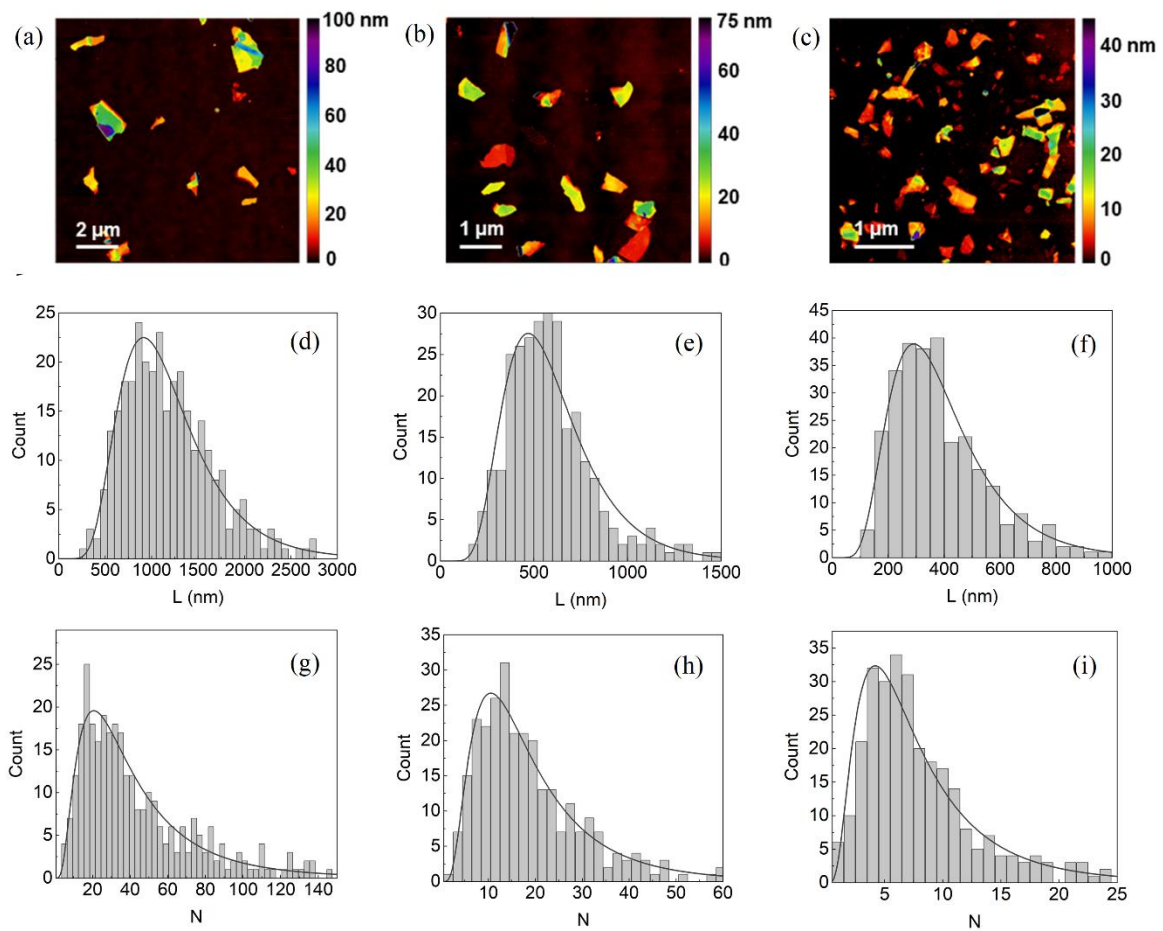 (a)
100 nm
80
60
40
20
0
2 µm
(b)
75 nm
60
40
20
0
1 µm
(c)
40 nm
30
20
10
0
1 µm
(d)
Count
25
20
15
10
5
0
0 500 1000 1500 2000 2500 3000
L (nm)
(e)
Count
30
25
20
15
10
5
0
0 500 1000 1500
L (nm)
(f)
Count
45
40
35
30
25
20
15
10
5
0
0 200 400 600 800 1000
L (nm)
(g)
Count
25
20
15
10
5
0
20 40 60 80 100 120 140
N
(h)
Count
35
30
25
20
15
10
5
0
10 20 30 40 50 60
N
(i)
Count
35
30
25
20
15
10
5
0
5 10 15 20 25
N